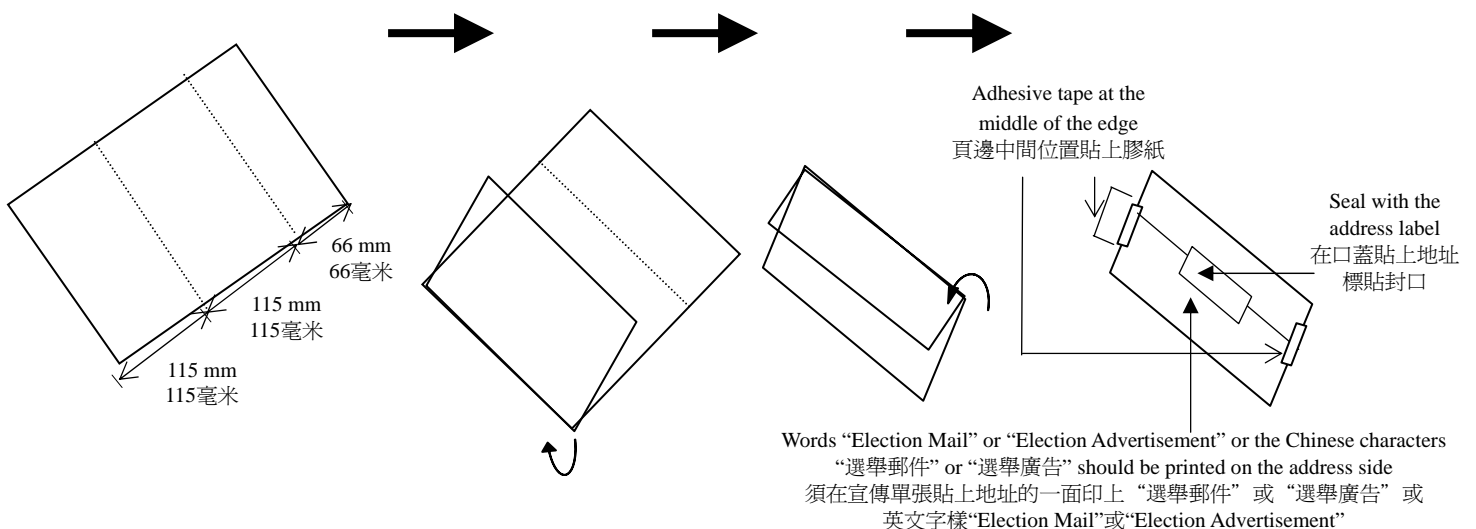 Adhesive tape at the
middle of the edge
頁邊中間位置貼上膠紙
Seal with the
address label
在口蓋貼上地址
標貼封口
66 mm
66毫米
115 mm
115毫米
115 mm
115毫米
Words “Election Mail” or “Election Advertisement” or the Chinese characters
“選舉郵件” or “選舉廣告” should be printed on the address side
須在宣傳單張貼上地址的一面印上“選舉郵件”或“選舉廣告”或
英文字樣“Election Mail”或“Election Advertisement”